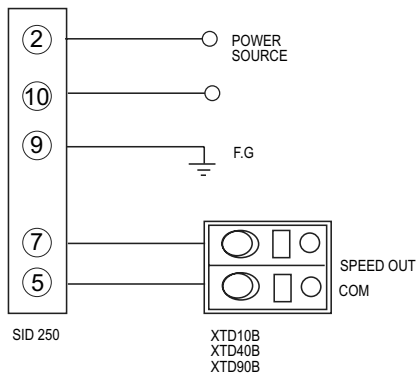 2
POWER
SOURCE
10
9
F.G
7
SPEED OUT
5
COM
SID 250
XTD10B
XTD40B
XTD90B